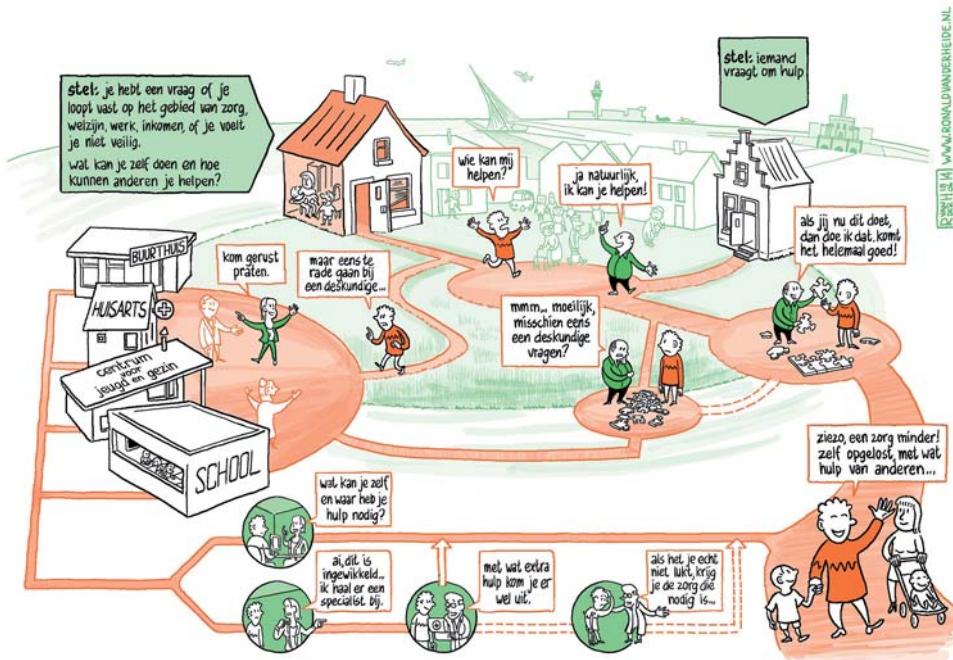 stel: je hebt een vraag of je
loopt vast op het gebied van zorg,
welzijn, werk, inkomen, of je voelt
je niet veilig.
wat kan je zelf doen en hoe
kunnen anderen je helpen?
stel: iemand
vraagt om hulp
wie kan mij
helpen?
ja natuurlijk,
ik kan je helpen!
als jij nu dit doet,
dan doe ik dat, komt
het helemaal goed!
BUURTHUIS
kom gerust
praten.
maar eens te
rade gaan bij
een deskundige...
HUISARTS
mmm... moeilijk,
misschien eens
een deskundige
vragen?
centrum
voor
jeugd en gezin
SCHOOL
ziezo, een zorg minder!
zelf opgelost, met wat
hulp van anderen...
wat kan je zelf
en waar heb je
hulp nodig?
ai, dit is
ingewikkeld...
ik haal er een
specialist bij.
met wat extra
hulp kom je er
wel uit.
als het je echt
niet lukt, krijg
je de zorg die
nodig is...
WWW.RONALDVANDERHEIDE.NL